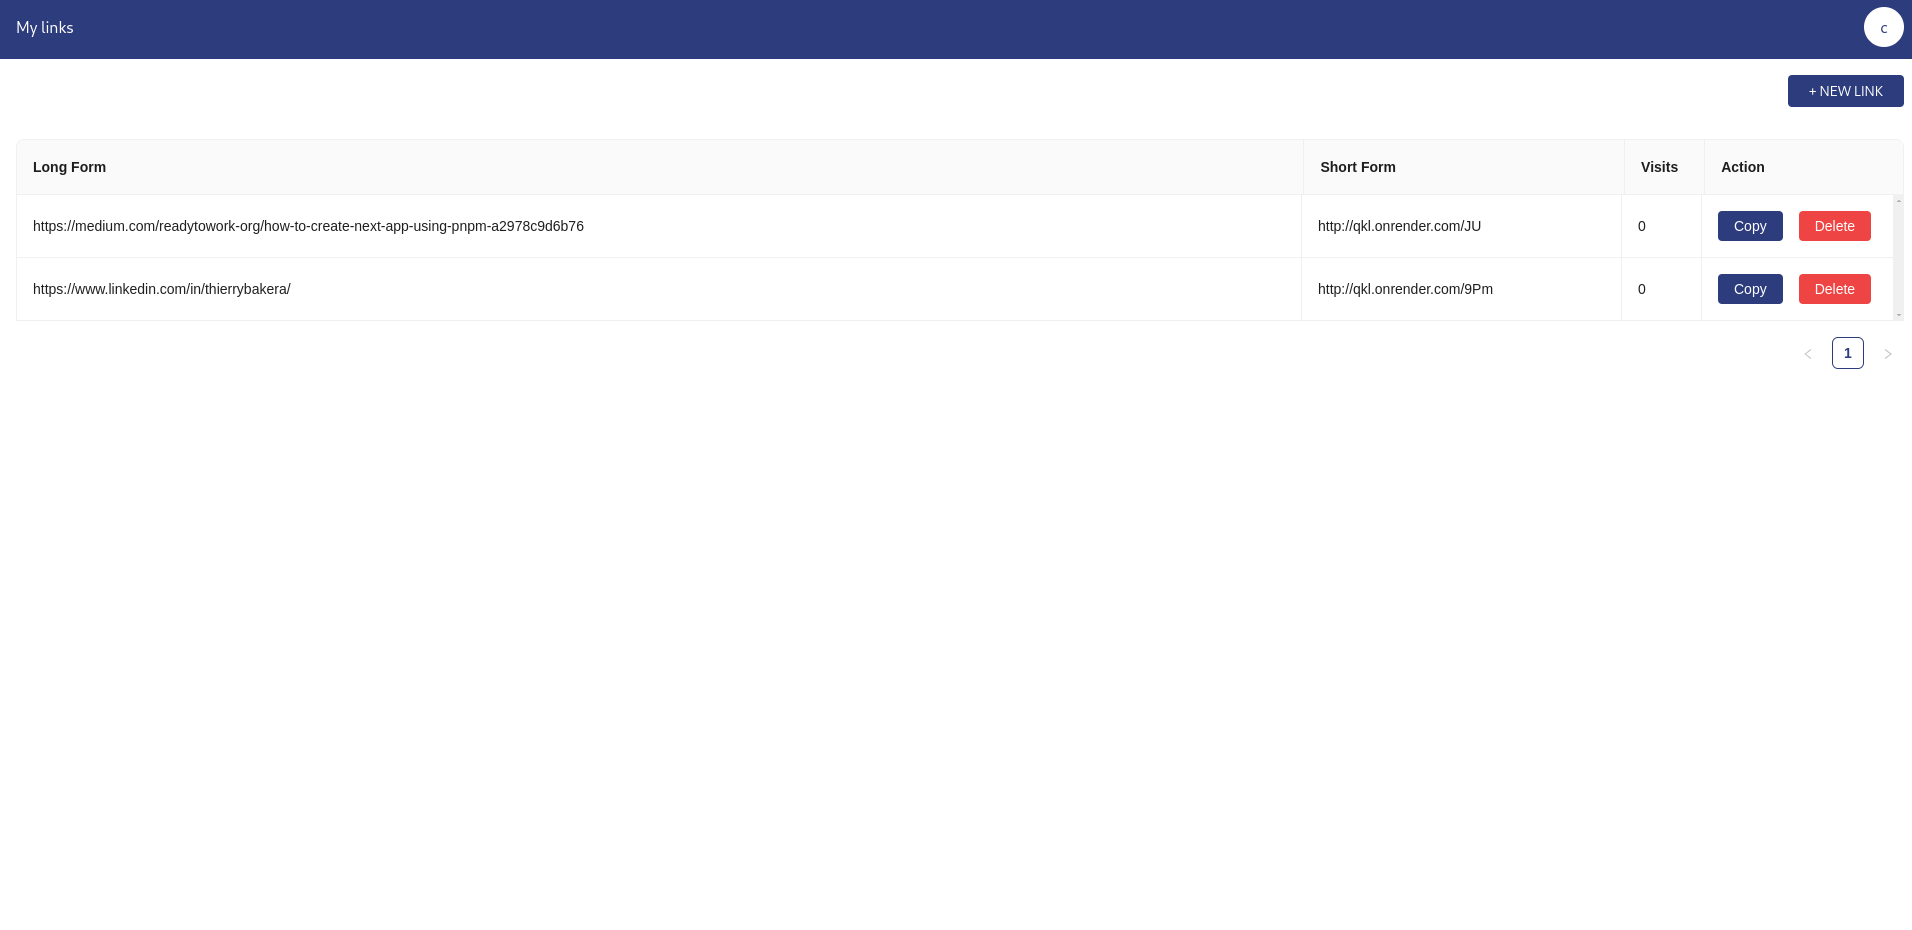 My links
c
+ NEW LINK
Long Form Short Form Visits Action
https://medium.com/readytowork-org/how-to-create-next-app-using-pnpm-a2978c9d6b76 http://qkl.onrender.com/JU 0 Copy Delete
https://www.linkedin.com/in/thierrybakera/ http://qkl.onrender.com/9Pm 0 Copy Delete
1